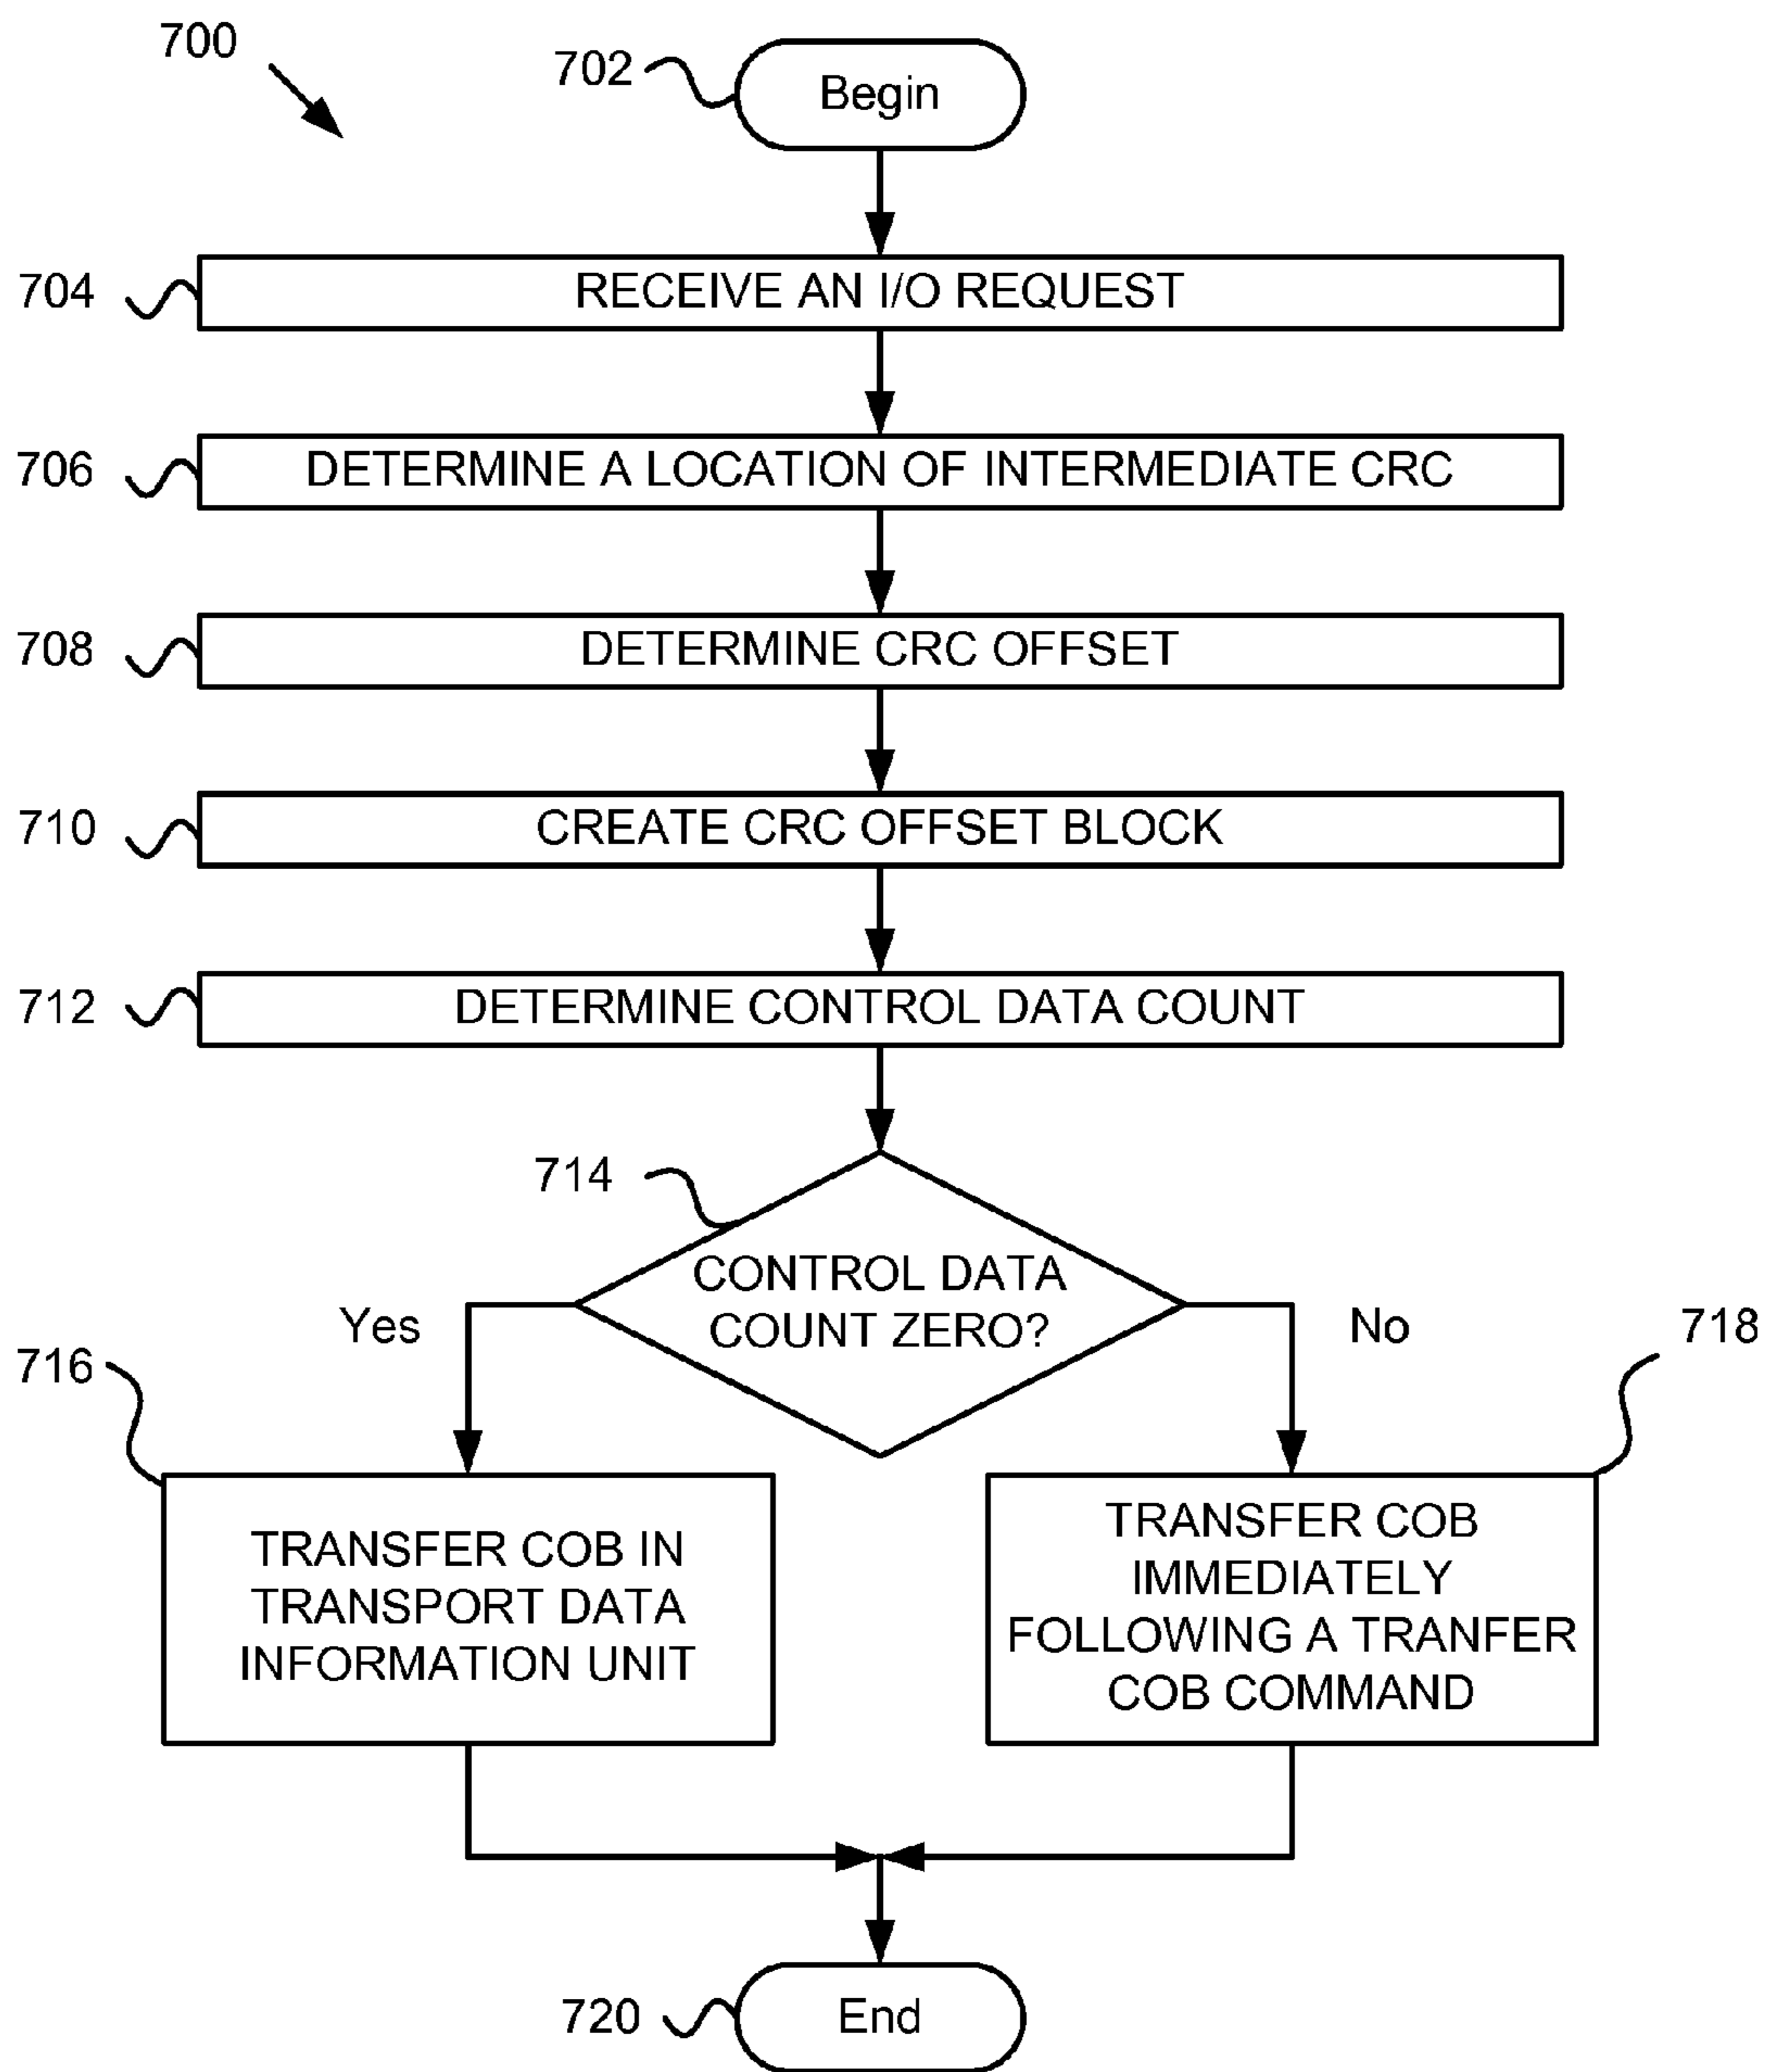 700
702
Begin
704
RECEIVE AN I/O REQUEST
706
DETERMINE A LOCATION OF INTERMEDIATE CRC
708
DETERMINE CRC OFFSET
710
CREATE CRC OFFSET BLOCK
712
DETERMINE CONTROL DATA COUNT
714
CONTROL DATA
COUNT ZERO?
Yes
No
716
718
TRANSFER COB IN
TRANSPORT DATA
INFORMATION UNIT
TRANSFER COB
IMMEDIATELY
FOLLOWING A TRANFER
COB COMMAND
720
End